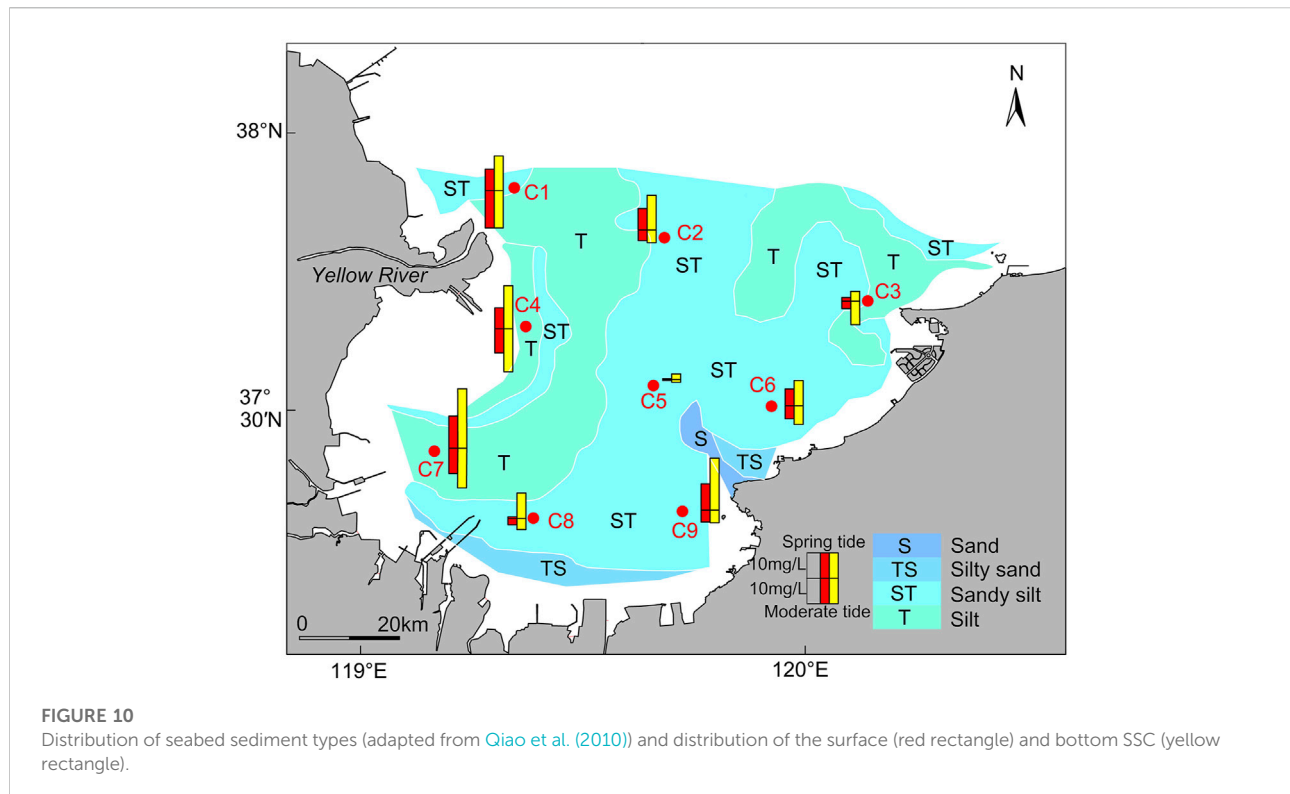 N
38°N
ST
C1
T
C2
ST
T
ST
T
ST
Yellow River
C4
ST
T
C3
ST
C5
C6
37°
30′N
S
TS
C7
T
C8
ST
C9
TS
Spring tide
10mg/L
10mg/L
Moderate tide
S Sand
TS Silty sand
ST Sandy silt
T Silt
0 20km
119°E
120°E
FIGURE 10
Distribution of seabed sediment types (adapted from Qiao et al. (2010)) and distribution of the surface (red rectangle) and bottom SSC (yellow
rectangle).